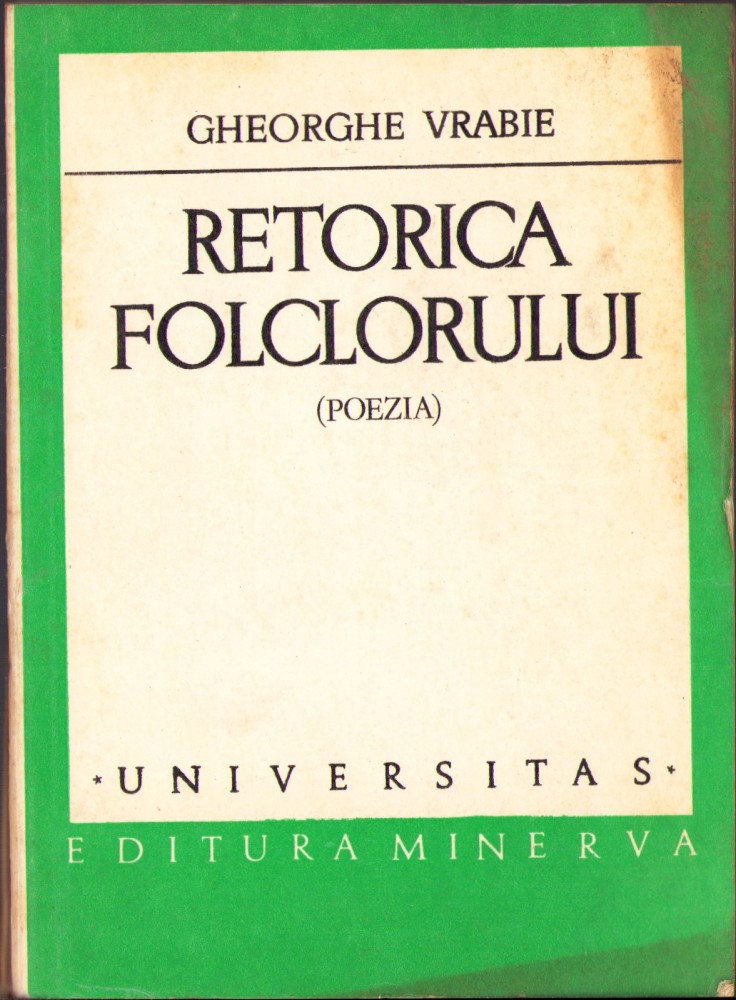 GHEORGHE VRABIE
RETORICA
FOLCLORULUI
(POEZIA)
* UNIVERSITAS *
EDITURA MINERVA